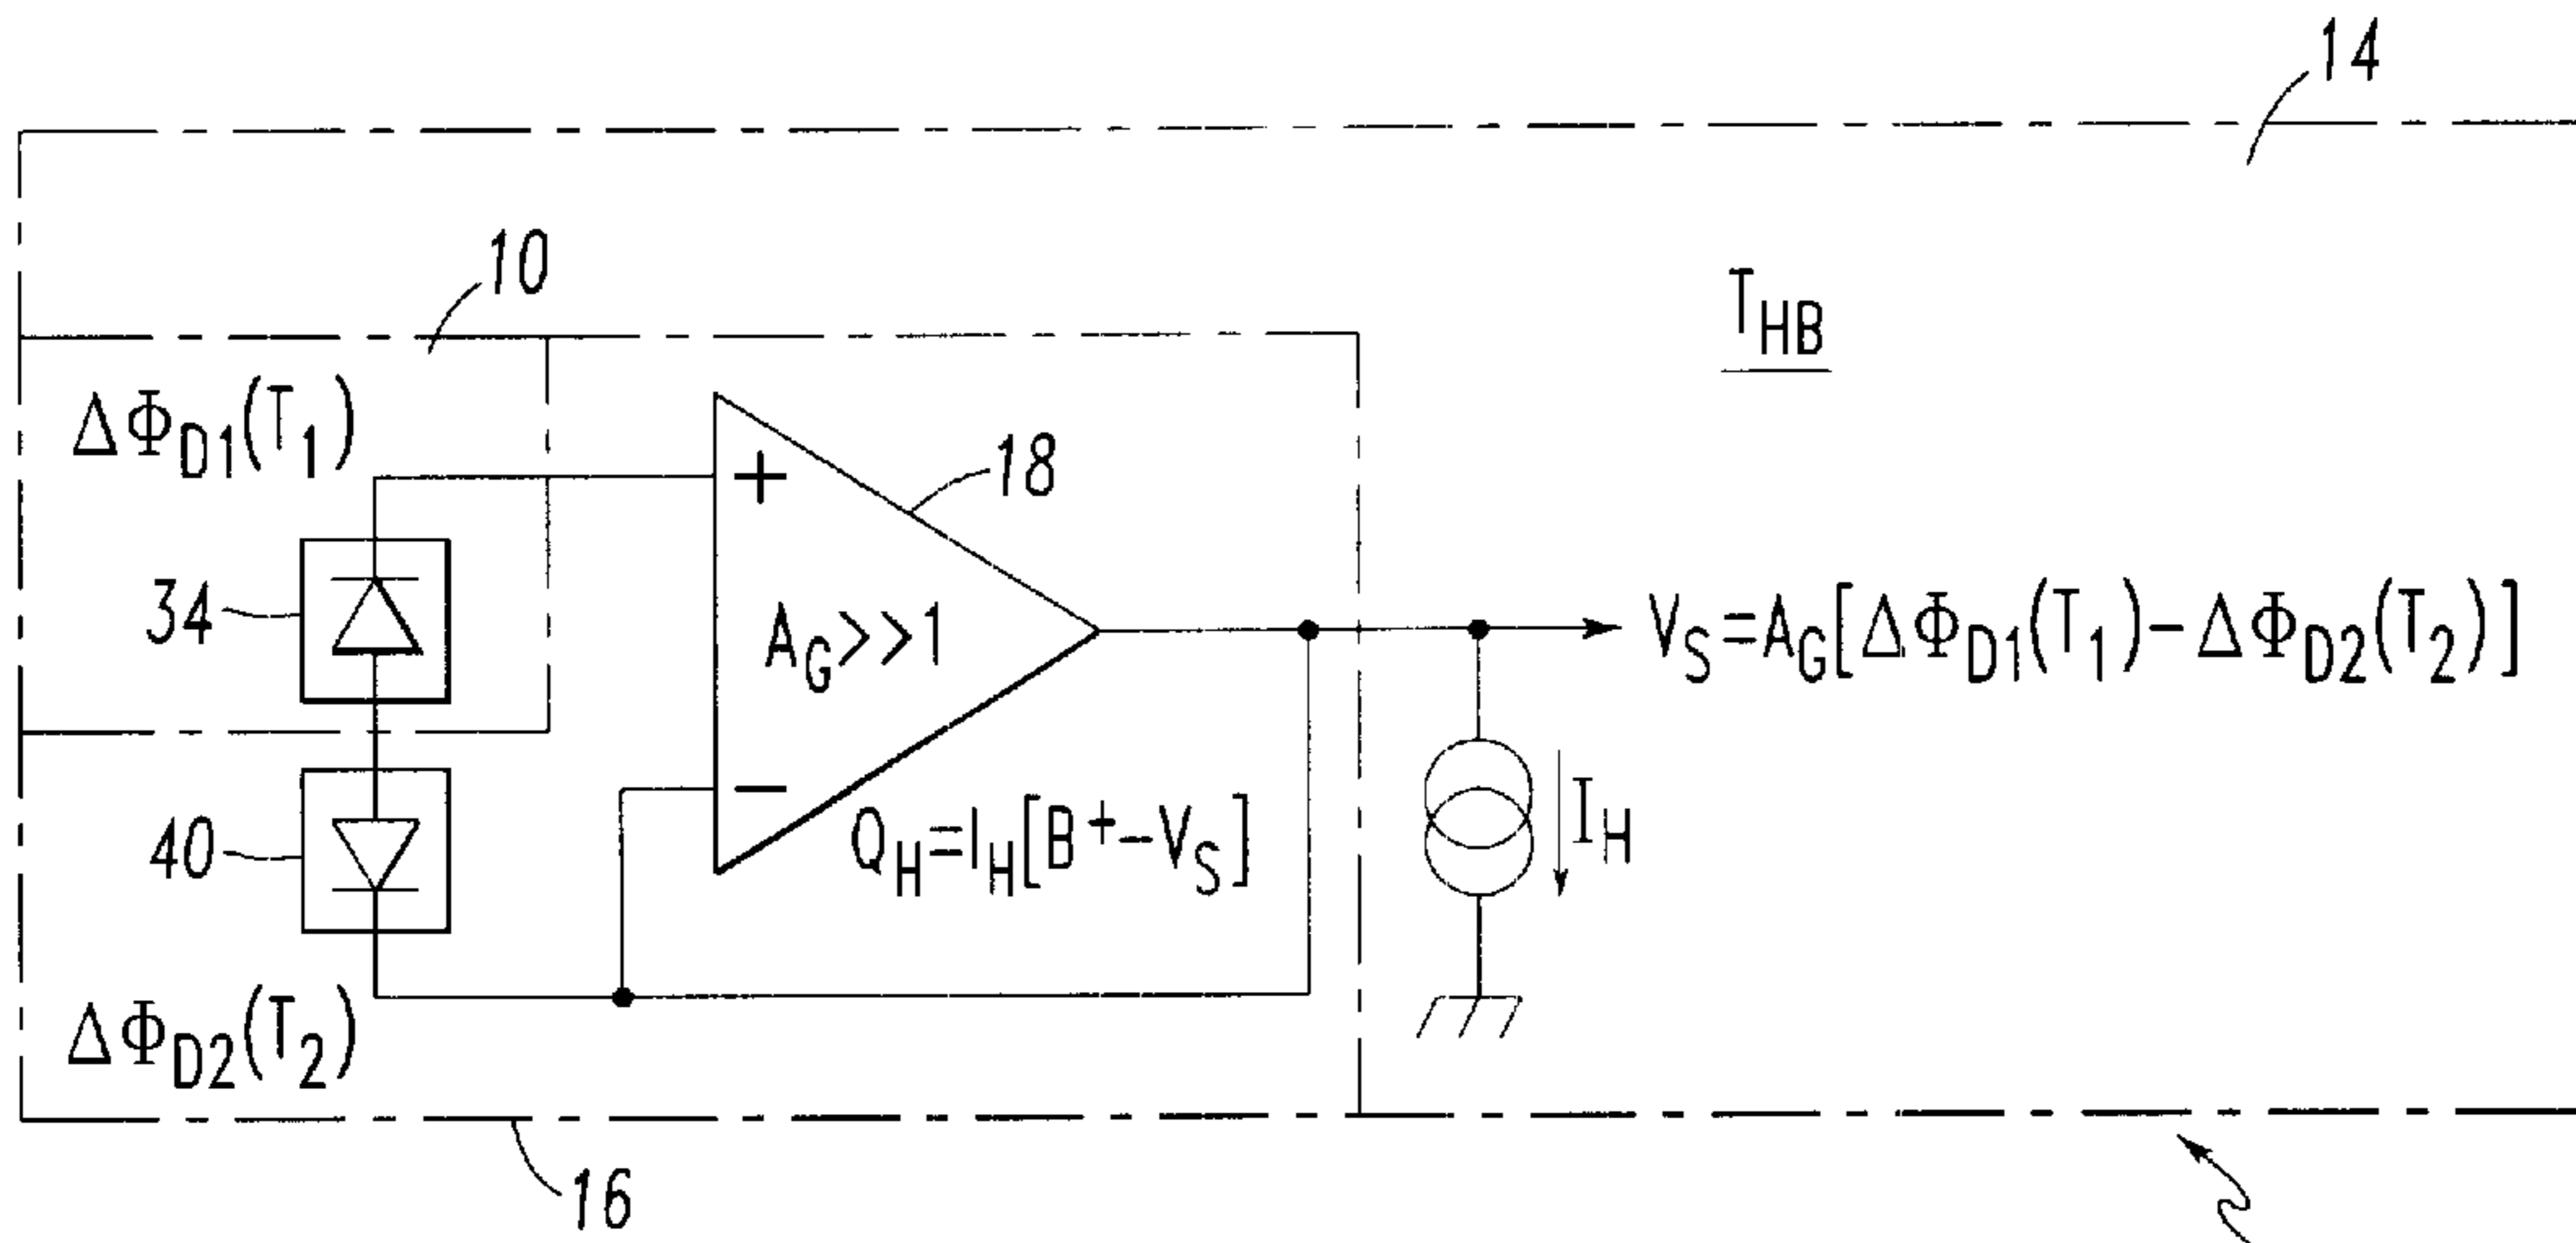 14
10
T_HB
ΔΦ_D1(T_1)
+
18
34
A_G>>1
V_S=A_G[ΔΦ_D1(T_1)-ΔΦ_D2(T_2)]
40
−
Q_H=I_H[B^+-V_S]
I_H
ΔΦ_D2(T_2)
16